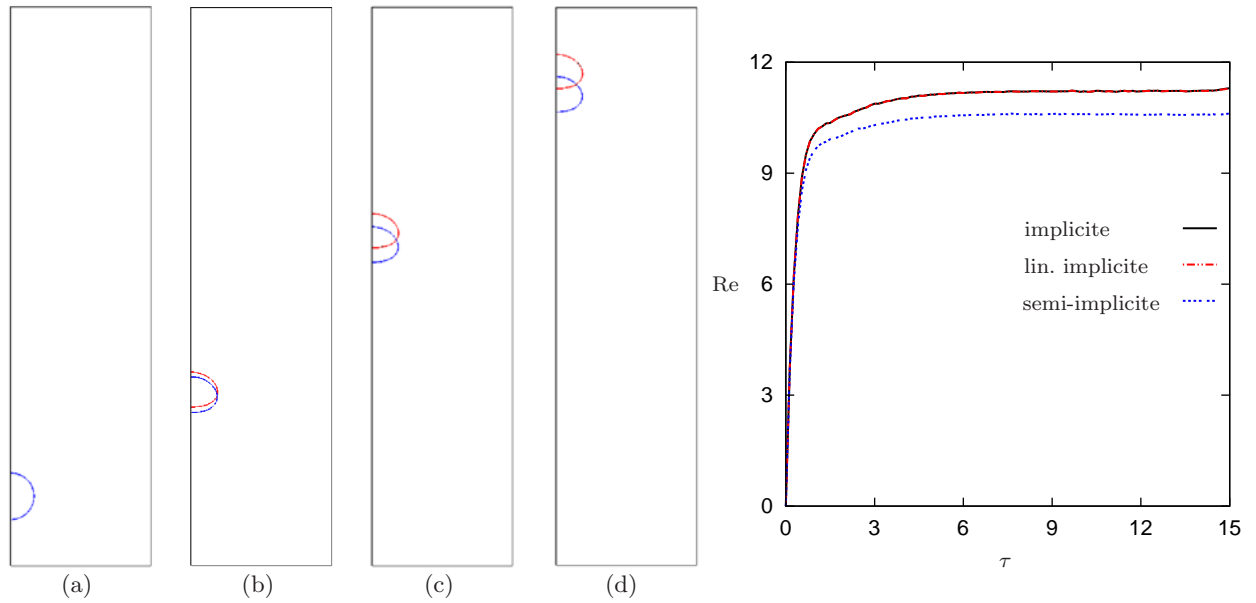 (a)
(b)
(c)
(d)
12
9
6
3
0
Re
implicite
lin. implicite
semi-implicite
0 3 6 9 12 15
τ